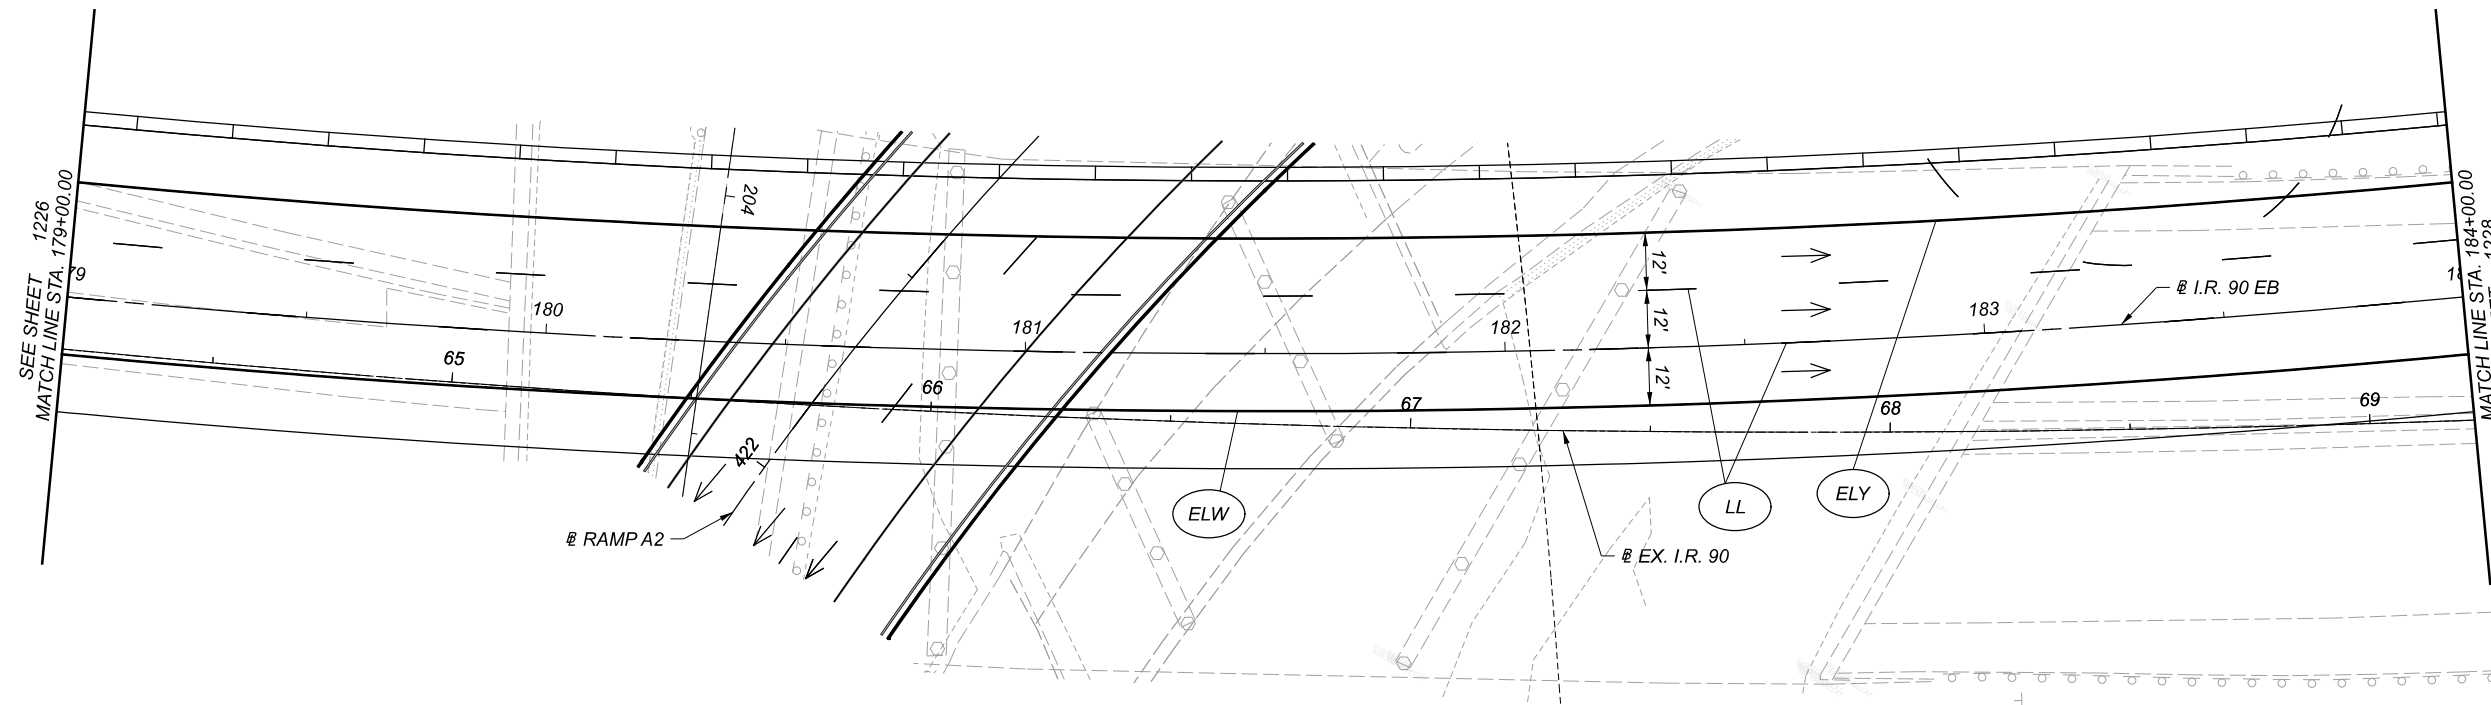 SEE SHEET 1226
MATCH LINE STA. 179+00.00
79
180
65
204
181
66
422
182
67
12'
12'
12'
183
68
69
℄ I.R. 90 EB
℄ RAMP A2
ELW
℄ EX. I.R. 90
LL
ELY
MATCH LINE STA. 184+00.00
1228